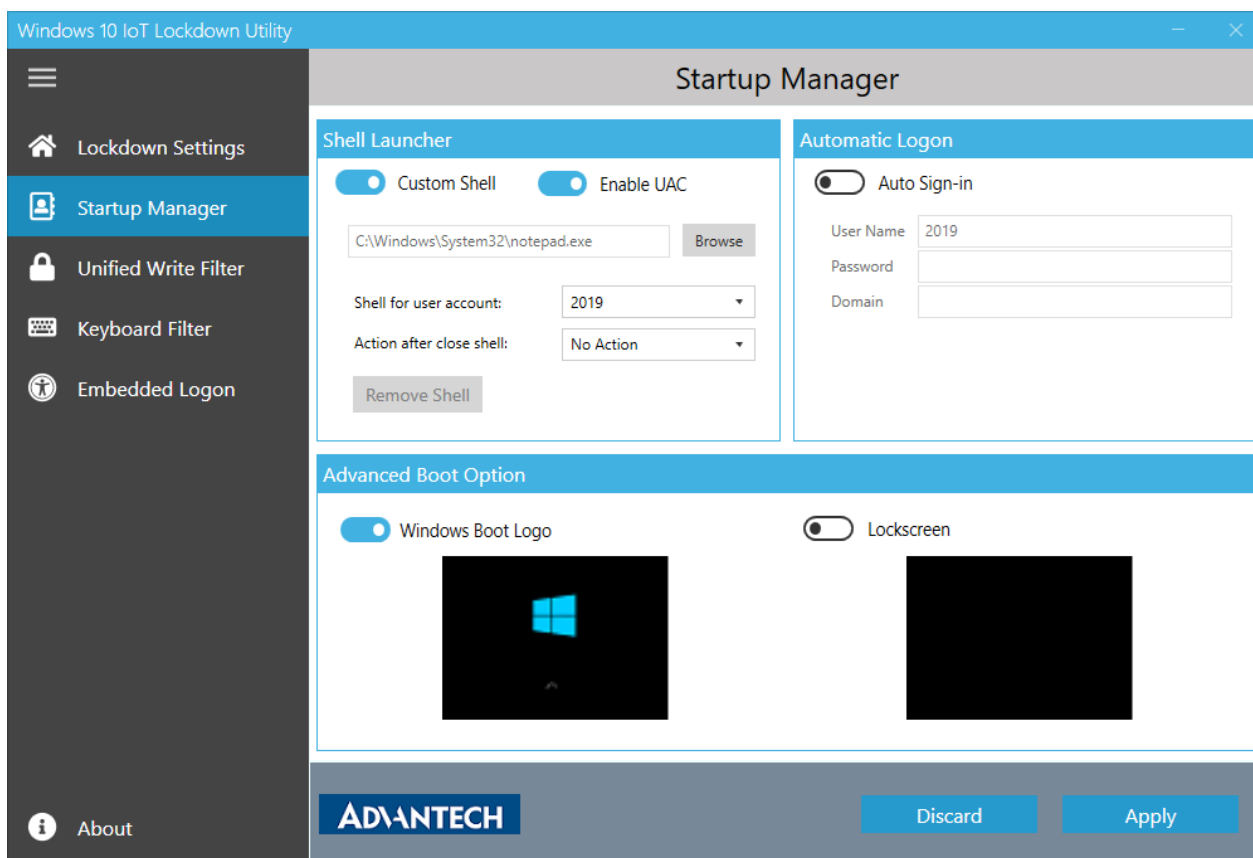 Windows 10 IoT Lockdown Utility
Startup Manager
Lockdown Settings
Startup Manager
Unified Write Filter
Keyboard Filter
Embedded Logon
About
Shell Launcher
Custom Shell
Enable UAC
C:\Windows\System32\notepad.exe
Browse
Shell for user account:
2019
Action after close shell:
No Action
Remove Shell
Automatic Logon
Auto Sign-in
User Name
2019
Password
Domain
Advanced Boot Option
Windows Boot Logo
Lockscreen
ADVANTECH
Discard
Apply